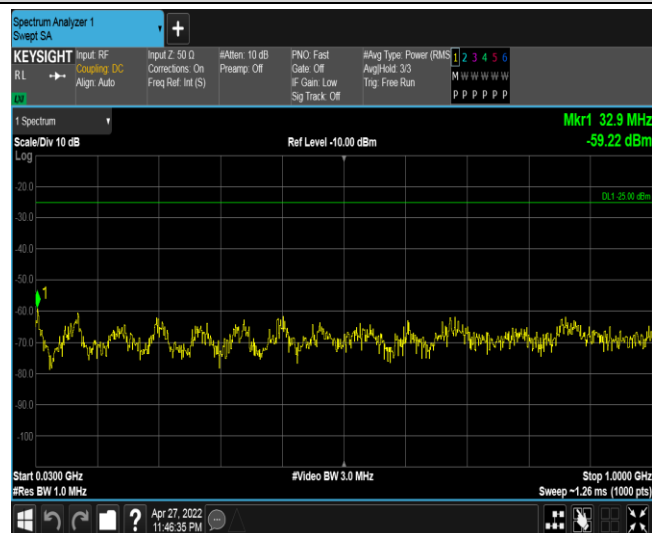 Spectrum Analyzer 1
Swept SA
KEYSIGHT
RL
Input: RF
Coupling: DC
Align: Auto
Input Z: 50 Ω
Corrections: On
Freq Ref: Int (S)
#Atten: 10 dB
Preamp: Off
PNO: Fast
Gate: Off
IF Gain: Low
Sig Track: Off
#Avg Type: Power (RMS
Avg|Hold: 3/3
Trig: Free Run
1 2 3 4 5 6
M W W W W W
P P P P P P
1 Spectrum
Mkr1 32.9 MHz
Scale/Div 10 dB
Ref Level -10.00 dBm
-59.22 dBm
Log
-20.0
DL1 -25.00 dBm
-30.0
-40.0
-50.0
1
-60.0
-70.0
-80.0
-90.0
-100
Start 0.0300 GHz
#Video BW 3.0 MHz
Stop 1.0000 GHz
#Res BW 1.0 MHz
Sweep ~1.26 ms (1000 pts)
Apr 27, 2022
11:46:35 PM